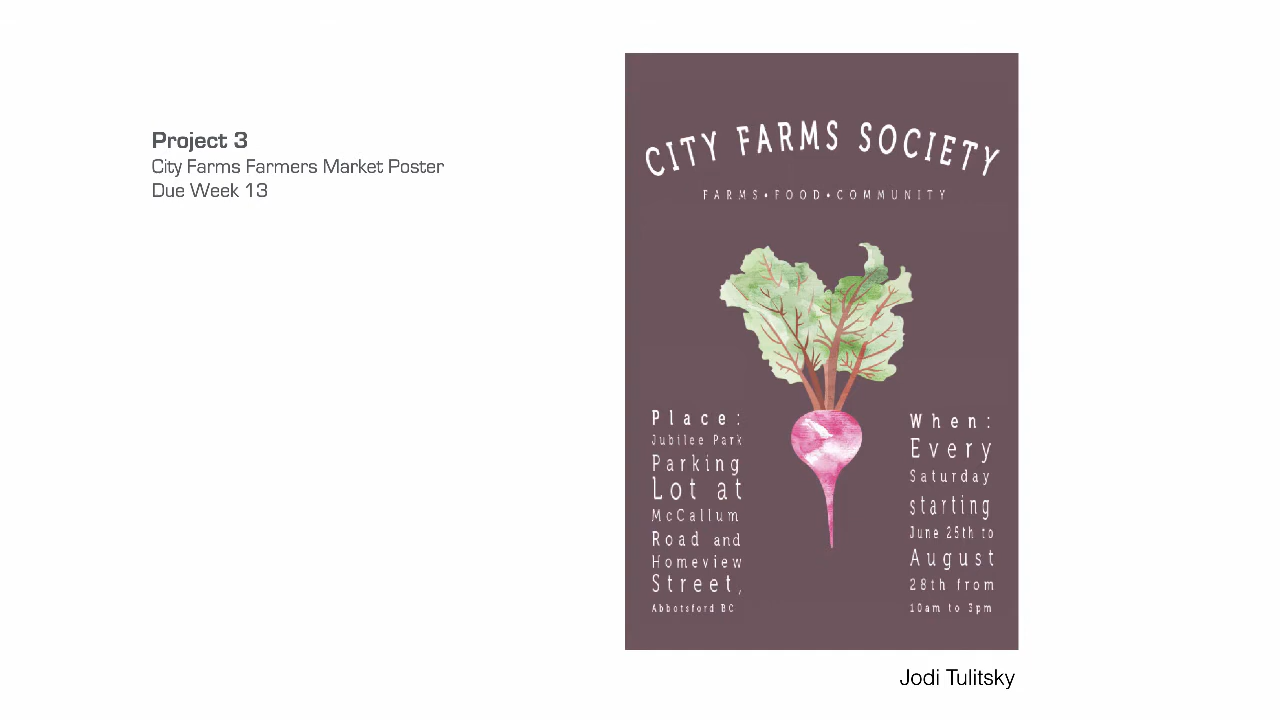 Project 3
City Farms Farmers Market Poster
Due Week 13
CITY FARMS SOCIETY
FARMS•FOOD•COMMUNITY
Place:
Jubilee Park
Parking
Lot at
McCallum
Road and
Homeview
Street,
Abbotsford BC
When:
Every
Saturday
starting
June 25th to
August
28th from
10am to 3pm
Jodi Tulitsky